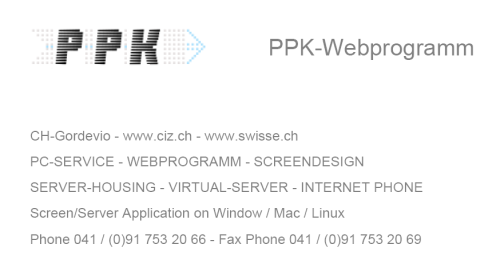 PPK PPK-Webprogramm
CH-Gordevio - www.ciz.ch - www.swisse.ch
PC-SERVICE - WEBPROGRAMM - SCREENDESIGN
SERVER-HOUSING - VIRTUAL-SERVER - INTERNET PHONE
Screen/Server Application on Window / Mac / Linux
Phone 041 / (0)91 753 20 66 - Fax Phone 041 / (0)91 753 20 69